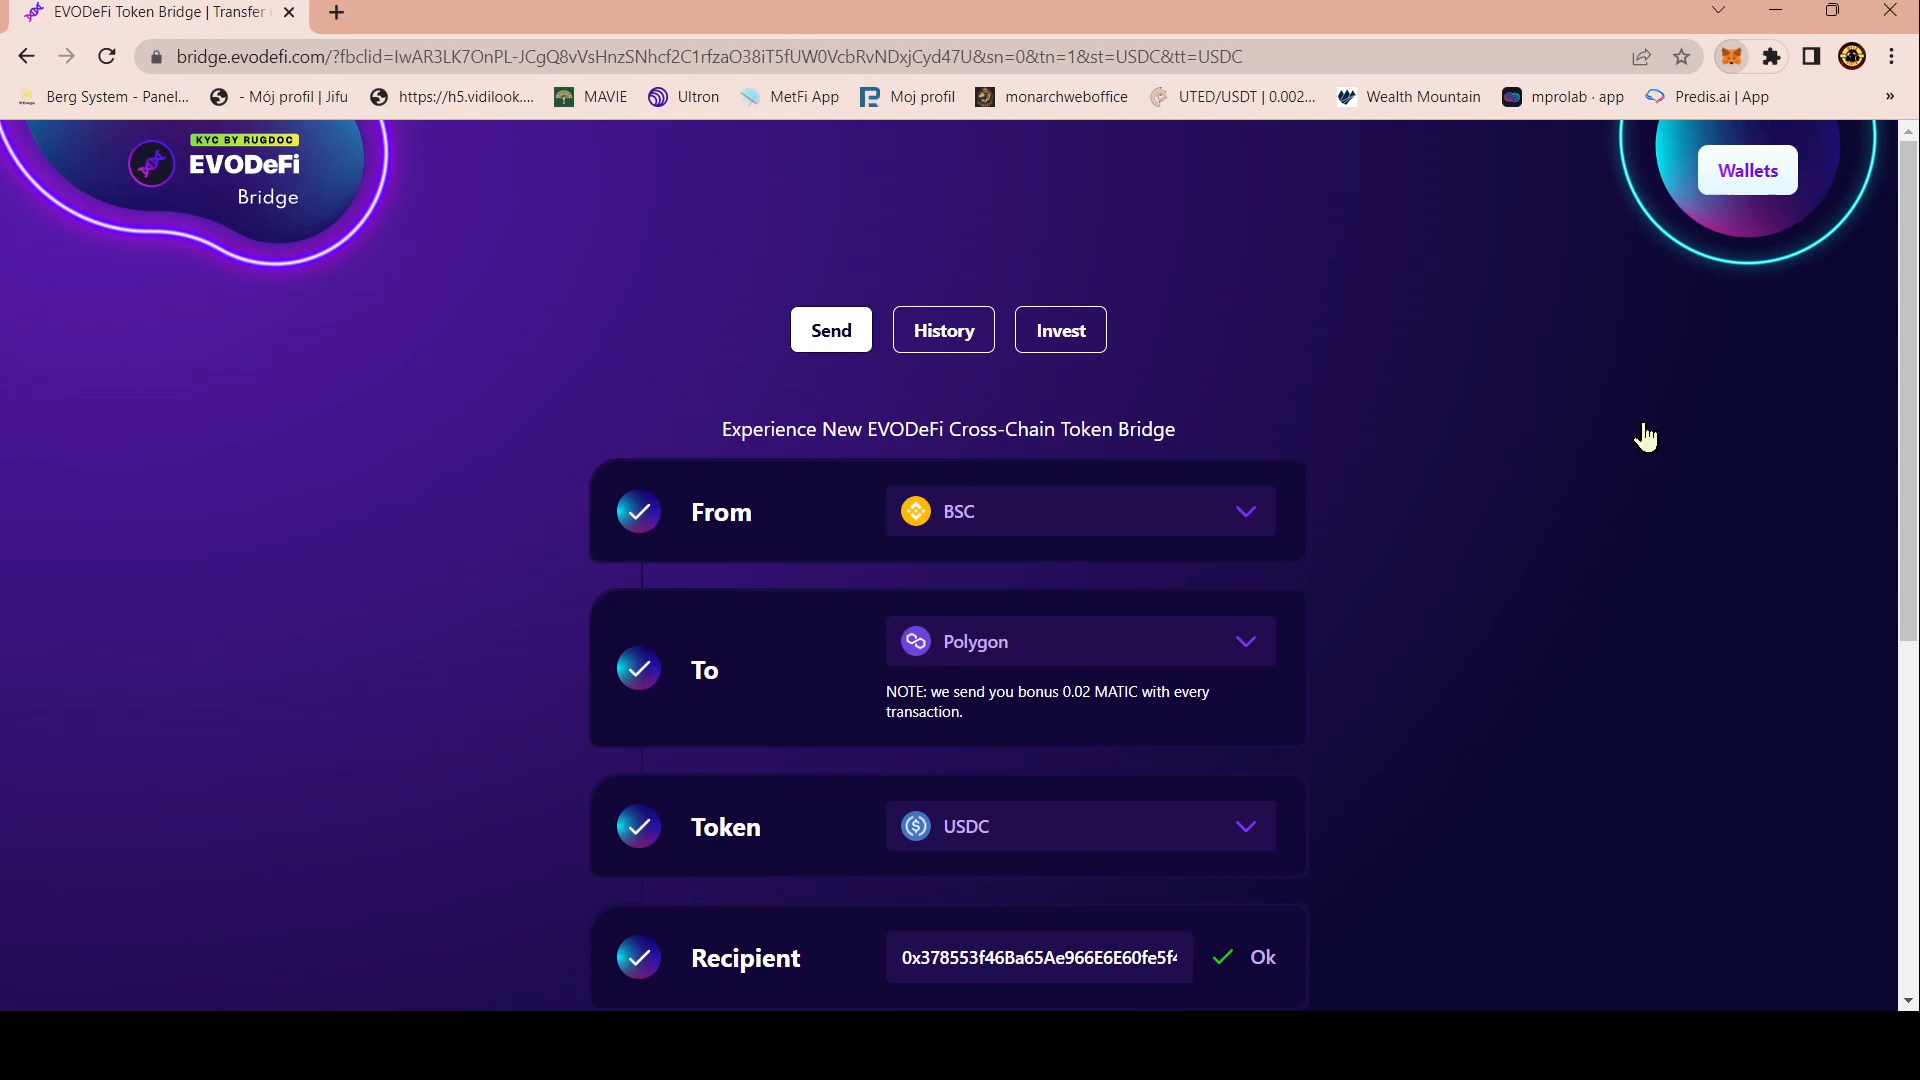 EVODeFi Token Bridge | Transfer
bridge.evodefi.com/?fbclid=IwAR3LK7OnPL-JCgQ8vVsHnzSNhcf2C1rfzaO38iT5fUW0VcbRvNDxjCyd47U&sn=0&tn=1&st=USDC&tt=USDC
Berg System - Panel... - Mój profil | Jifu https://h5.vidilook.... MAVIE Ultron MetFi App Moj profil monarchweboffice UTED/USDT | 0.002... Wealth Mountain mprolab · app Predis.ai | App »
KYC BY RUGDOC
EVODeFi
Bridge
Wallets
Send History Invest
Experience New EVODeFi Cross-Chain Token Bridge
From BSC
To Polygon
NOTE: we send you bonus 0.02 MATIC with every
transaction.
Token USDC
Recipient 0x378553f46Ba65Ae966E6E60fe5f4 Ok